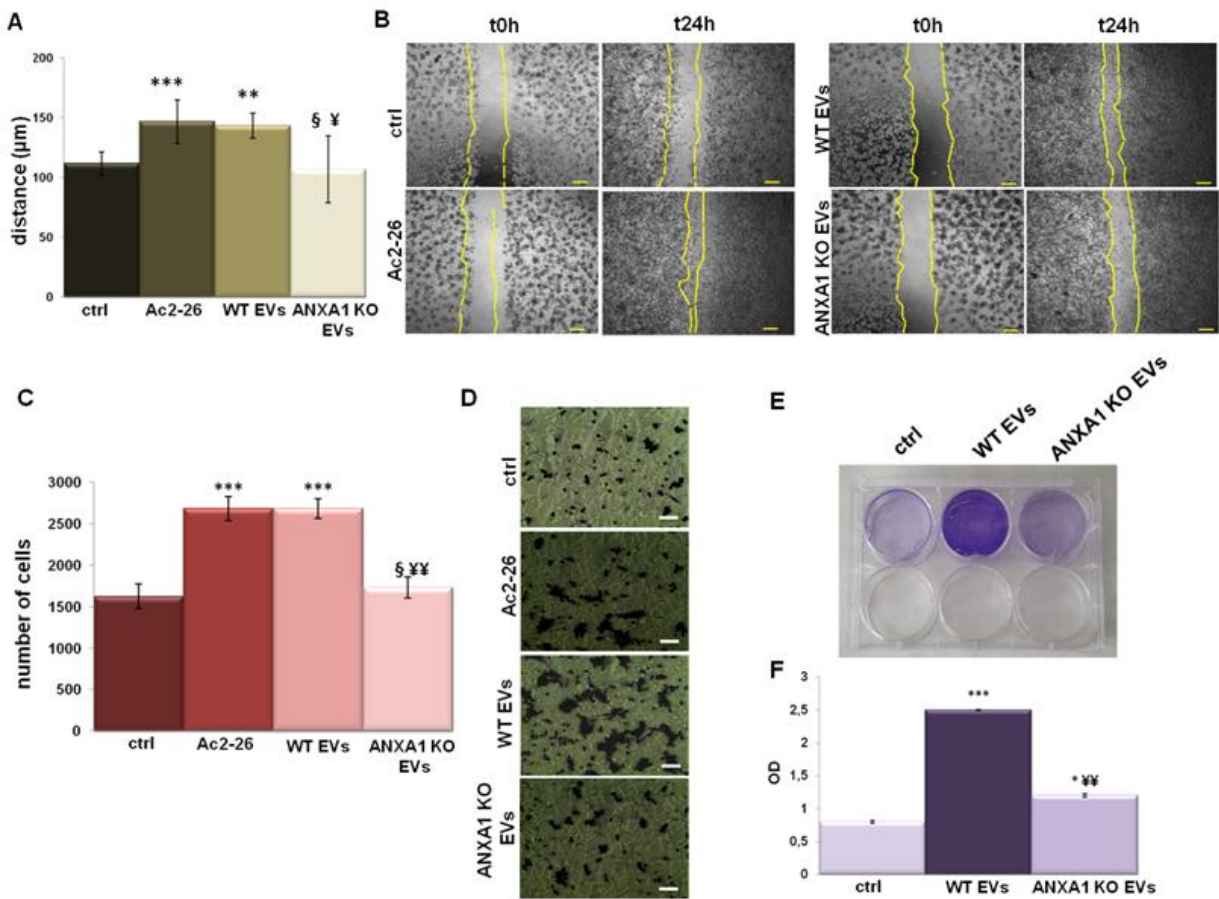 A
distance (µm)
200
150
100
50
0
***
**
§ ¥
ctrl
Ac2-26
WT EVs
ANXA1 KO
EVs
B
t0h
t24h
t0h
t24h
ctrl
Ac2-26
WT EVs
ANXA1 KO EVs
C
number of cells
3000
2500
2000
1500
1000
500
0
***
***
§ ¥¥
ctrl
Ac2-26
WT EVs
ANXA1 KO
EVs
D
ctrl
Ac2-26
WT EVs
ANXA1 KO
EVs
E
ctrl
WT EVs
ANXA1 KO EVs
F
OD
3
2,5
2
1,5
1
0,5
0
***
* ¥¥
ctrl
WT EVs
ANXA1 KO EVs